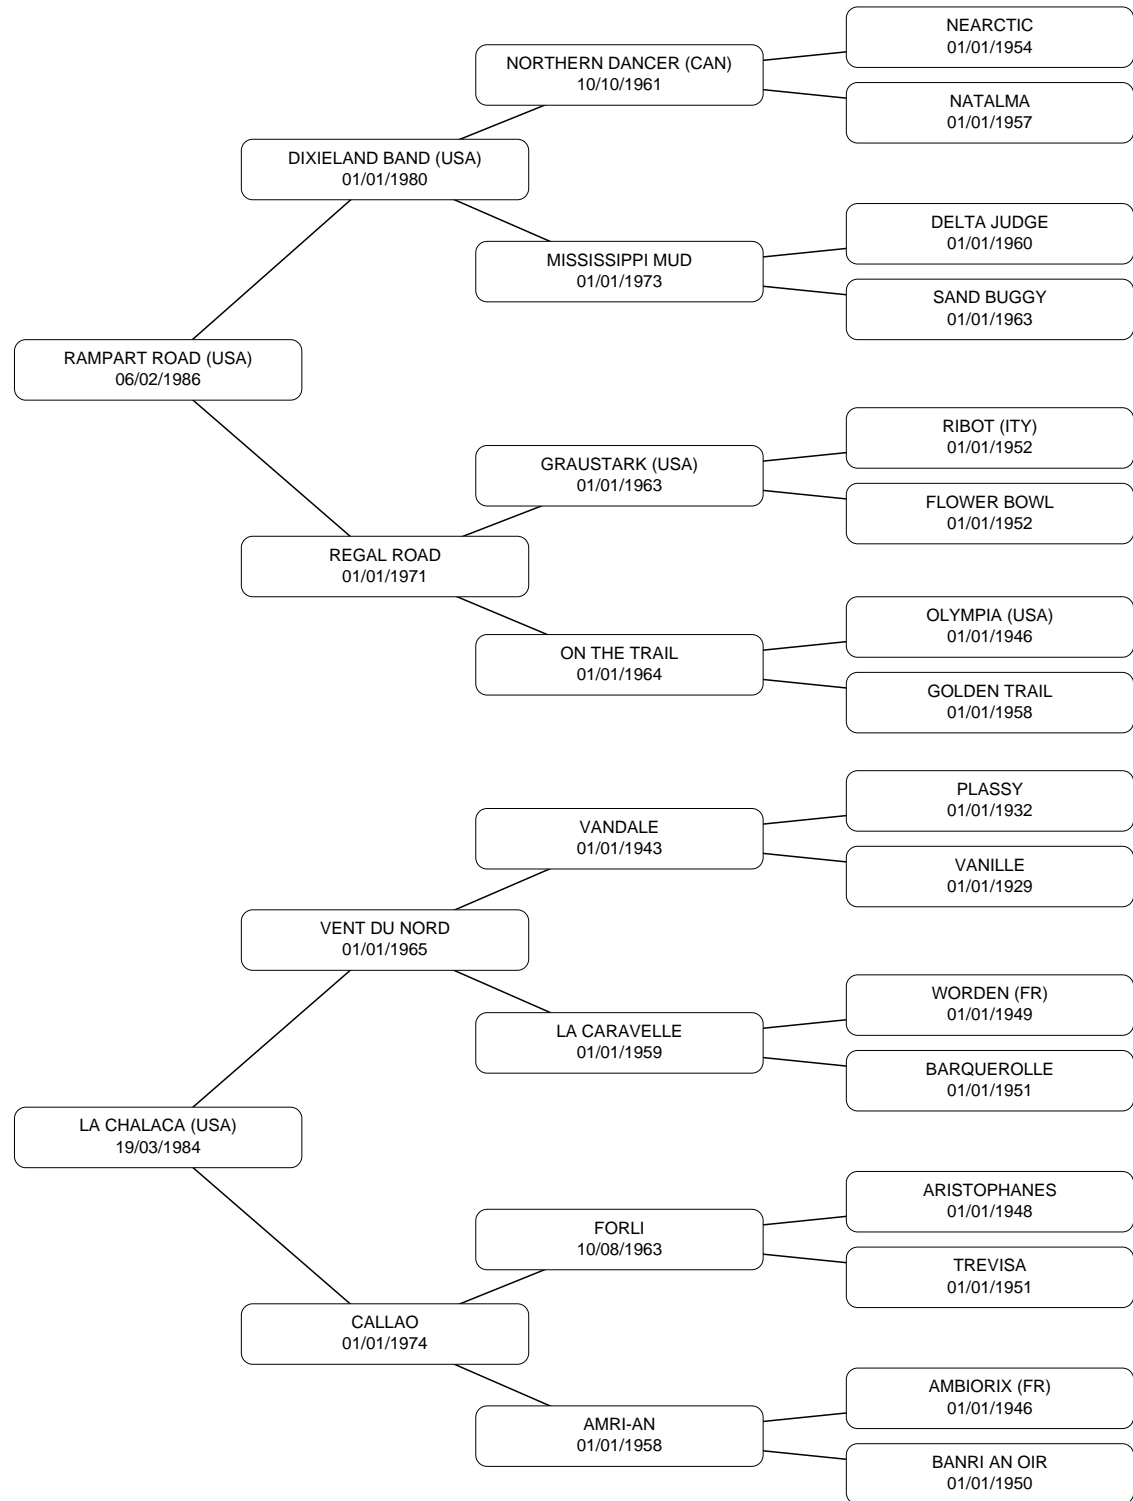 NEARCTIC
01/01/1954
NORTHERN DANCER (CAN)
10/10/1961
NATALMA
01/01/1957
DIXIELAND BAND (USA)
01/01/1980
DELTA JUDGE
01/01/1960
MISSISSIPPI MUD
01/01/1973
SAND BUGGY
01/01/1963
RAMPART ROAD (USA)
06/02/1986
RIBOT (ITY)
01/01/1952
GRAUSTARK (USA)
01/01/1963
FLOWER BOWL
01/01/1952
REGAL ROAD
01/01/1971
OLYMPIA (USA)
01/01/1946
ON THE TRAIL
01/01/1964
GOLDEN TRAIL
01/01/1958
PLASSY
01/01/1932
VANDALE
01/01/1943
VANILLE
01/01/1929
VENT DU NORD
01/01/1965
WORDEN (FR)
01/01/1949
LA CARAVELLE
01/01/1959
BARQUEROLLE
01/01/1951
LA CHALACA (USA)
19/03/1984
ARISTOPHANES
01/01/1948
FORLI
10/08/1963
TREVISA
01/01/1951
CALLAO
01/01/1974
AMBIORIX (FR)
01/01/1946
AMRI-AN
01/01/1958
BANRI AN OIR
01/01/1950